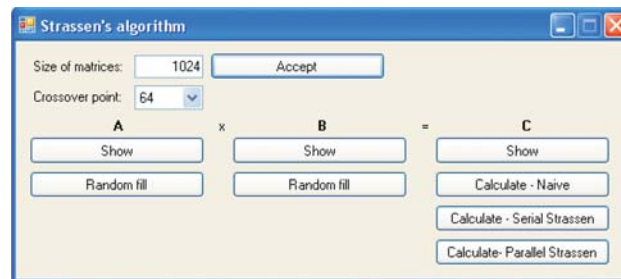 Strassen's algorithm
Size of matrices: 1024 Accept
Crossover point: 64
A x B = C
Show Show Show
Random fill Random fill Calculate - Naive
Calculate - Serial Strassen
Calculate- Parallel Strassen